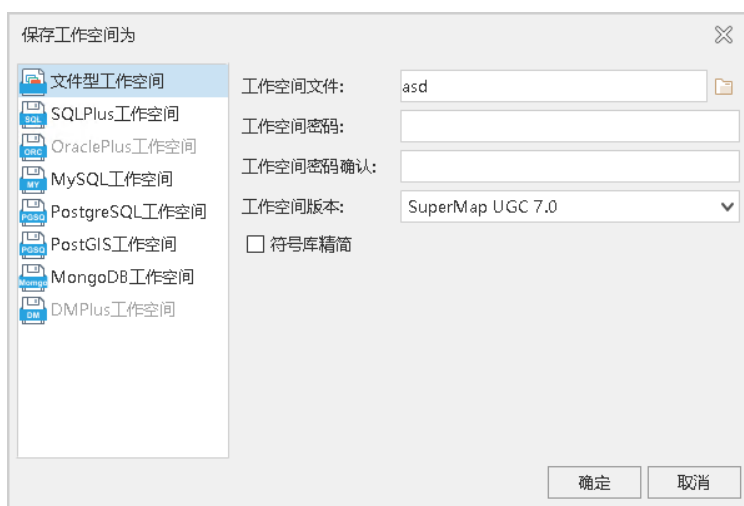 保存工作空间为
文件型工作空间
SQL SQLPlus工作空间
ORC OraclePlus工作空间
MY MySQL工作空间
PGSQ PostgreSQL工作空间
PGSQ PostGIS工作空间
Mongo MongoDB工作空间
DM DMPlus工作空间
工作空间文件: asd
工作空间密码:
工作空间密码确认:
工作空间版本: SuperMap UGC 7.0
符号库精简
确定 取消